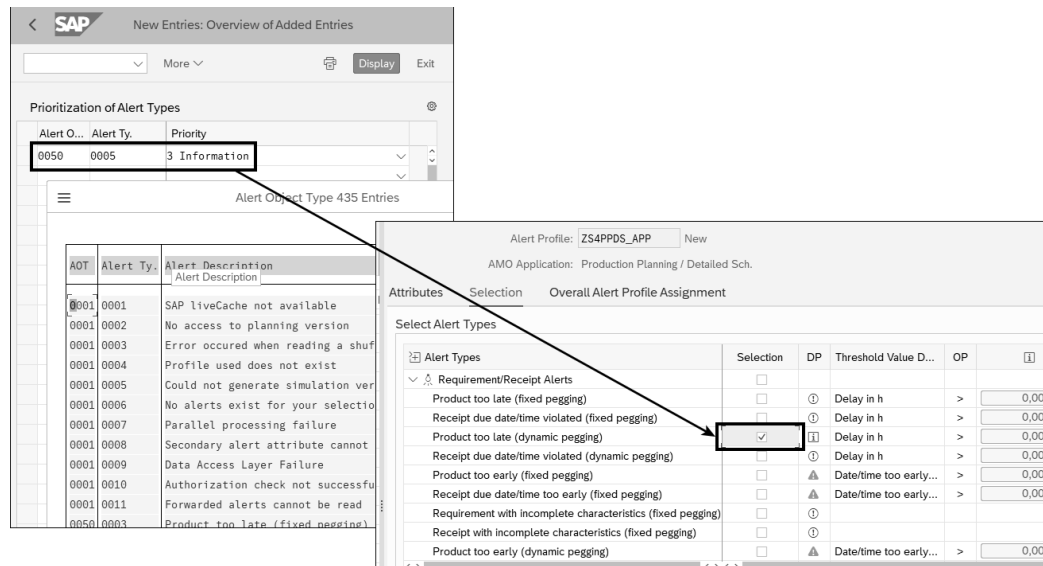 SAP New Entries: Overview of Added Entries
More Display Exit
Prioritization of Alert Types
Alert O... Alert Ty. Priority
0050 0005 3 Information
Alert Object Type 435 Entries
AOT Alert Ty. Alert Description
Alert Description
0001 0001 SAP liveCache not available
0001 0002 No access to planning version
0001 0003 Error occured when reading a shuf
0001 0004 Profile used does not exist
0001 0005 Could not generate simulation ver
0001 0006 No alerts exist for your selectio
0001 0007 Parallel processing failure
0001 0008 Secondary alert attribute cannot
0001 0009 Data Access Layer Failure
0001 0010 Authorization check not successfu
0001 0011 Forwarded alerts cannot be read
0050 0003 Product too late (fixed pegging)
Alert Profile: ZS4PPDS_APP New
AMO Application: Production Planning / Detailed Sch.
Attributes Selection Overall Alert Profile Assignment
Select Alert Types
Alert Types Selection DP Threshold Value D... OP
Requirement/Receipt Alerts
Product too late (fixed pegging) Delay in h > 0,00
Receipt due date/time violated (fixed pegging) Delay in h > 0,00
Product too late (dynamic pegging) Delay in h > 0,00
Receipt due date/time violated (dynamic pegging) Delay in h > 0,00
Product too early (fixed pegging) Date/time too early... > 0,00
Receipt due date/time too early (fixed pegging) Date/time too early... > 0,00
Requirement with incomplete characteristics (fixed pegging)
Receipt with incomplete characteristics (fixed pegging)
Product too early (dynamic pegging) Date/time too early... > 0,00